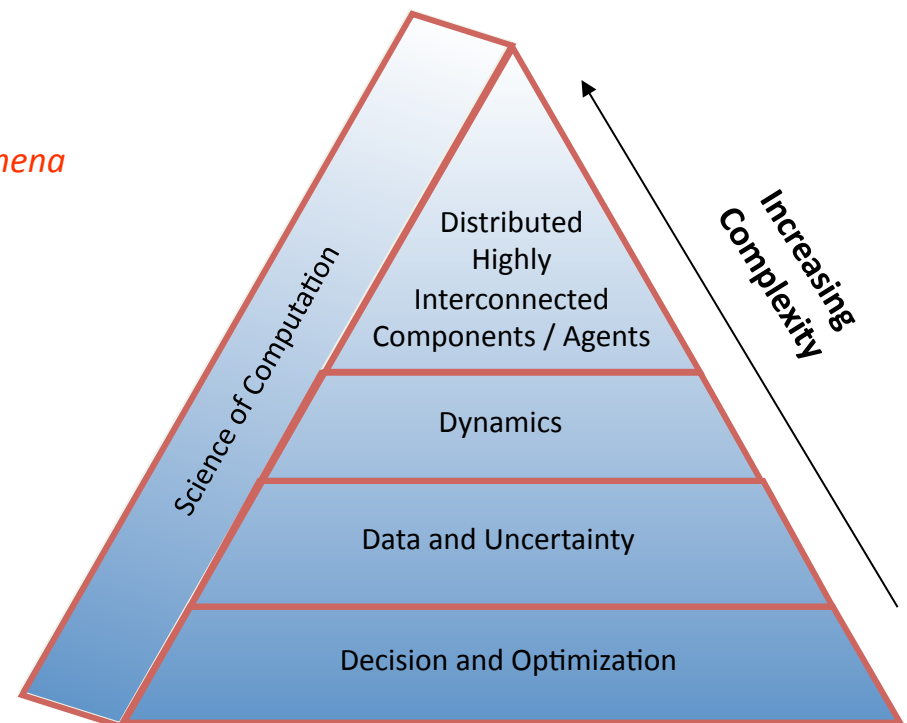 mena
Science of Computation
Distributed
Highly
Interconnected
Components / Agents
Increasing
Complexity
Dynamics
Data and Uncertainty
Decision and Optimization